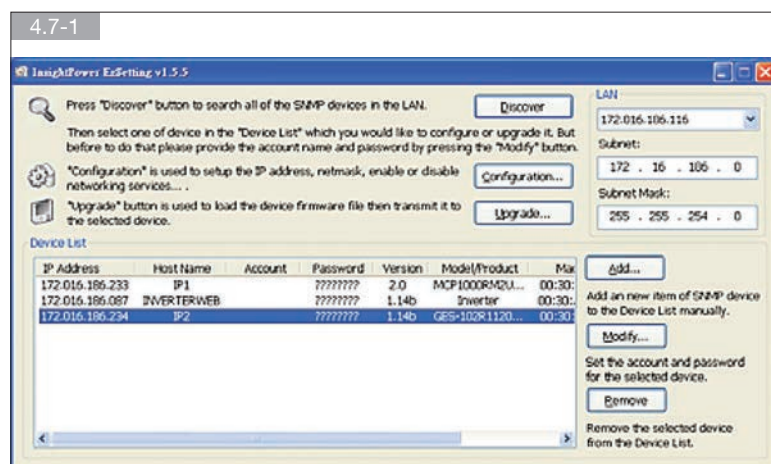 4.7-1
InsightPower EzSetting v1.5.5
Press "Discover" button to search all of the SNMP devices in the LAN.
Discover
Then select one of device in the "Device List" which you would like to configure or upgrade it. But
before to do that please provide the account name and password by pressing the "Modify" button.
"Configuration" is used to setup the IP address, netmask, enable or disable
networking services... .
Configuration...
"Upgrade" button is used to load the device firmware file then transmit it to
the selected device.
Upgrade...
LAN
172.016.186.116
Subnet:
172 . 16 . 186 . 0
Subnet Mask:
255 . 255 . 254 . 0
Device List
IP Address Host Name Account Password Version Model/Product Mac
172.016.186.233 IP1 ???????? 2.0 MCP1000RM2U... 00:30:
172.016.186.087 INVERTERWEB ???????? 1.14b Inverter 00:30:
172.016.186.234 IP2 ???????? 1.14b GES-102R1120... 00:30:
Add...
Add an new item of SNMP device
to the Device List manually.
Modify...
Set the account and password
for the selected device.
Remove
Remove the selected device
from the Device List.